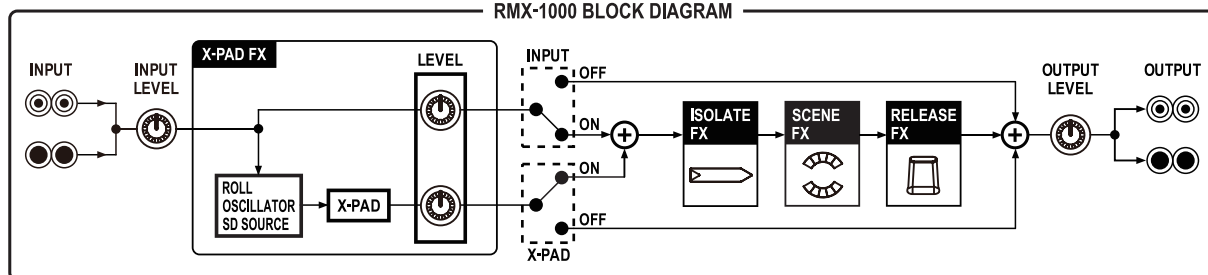 RMX-1000 BLOCK DIAGRAM
INPUT
INPUT
LEVEL
X-PAD FX
LEVEL
ROLL
OSCILLATOR
SD SOURCE
X-PAD
INPUT
OFF
ON
ON
OFF
X-PAD
ISOLATE
FX
SCENE
FX
RELEASE
FX
OUTPUT
LEVEL
OUTPUT